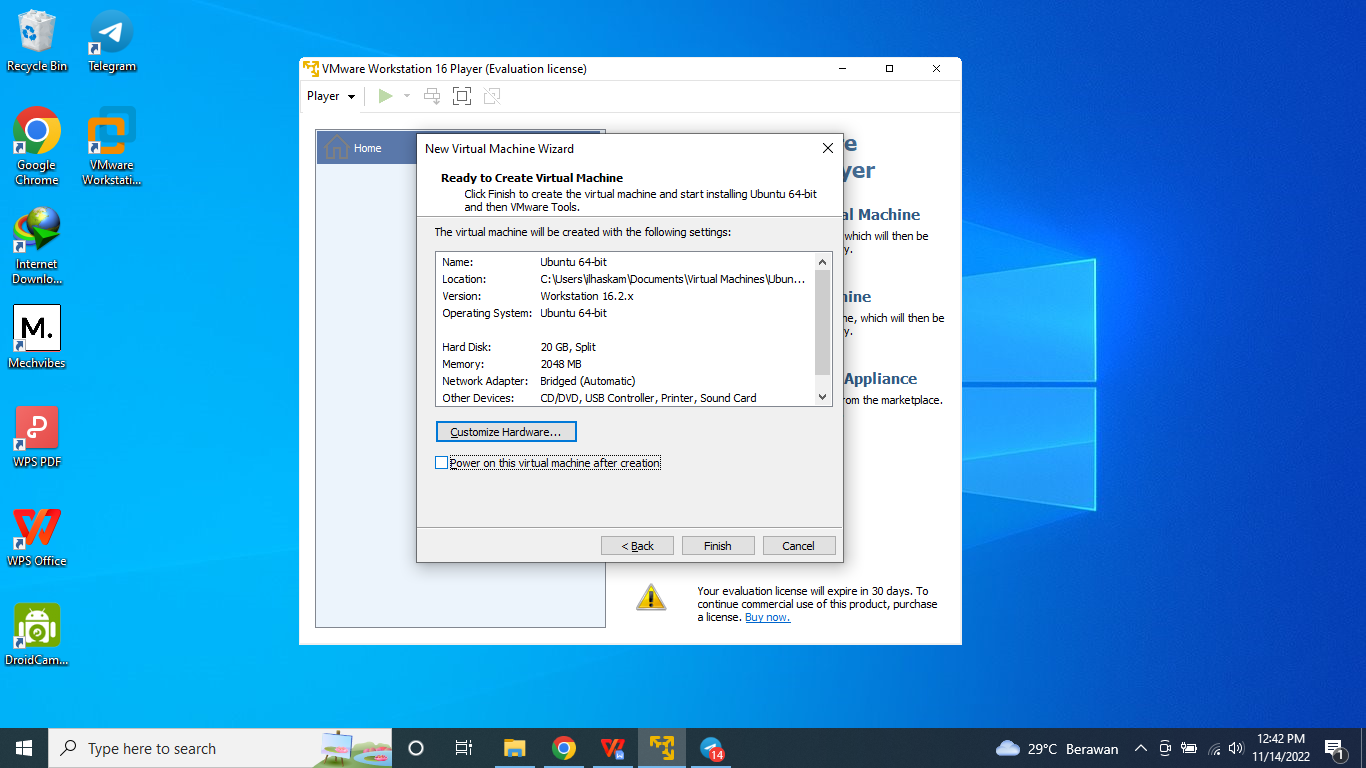 Recycle Bin
Telegram
Google
Chrome
VMware
Workstati...
Internet
Downlo...
M.
Mechvibes
WPS PDF
WPS Office
DroidCam...
VMware Workstation 16 Player (Evaluation license)
Player
Home
New Virtual Machine Wizard
Ready to Create Virtual Machine
Click Finish to create the virtual machine and start installing Ubuntu 64-bit
and then VMware Tools.
The virtual machine will be created with the following settings:
Name: Ubuntu 64-bit
Location: C:\Users\ilhaskam\Documents\Virtual Machines\Ubun...
Version: Workstation 16.2.x
Operating System: Ubuntu 64-bit
Hard Disk: 20 GB, Split
Memory: 2048 MB
Network Adapter: Bridged (Automatic)
Other Devices: CD/DVD, USB Controller, Printer, Sound Card
Customize Hardware...
Power on this virtual machine after creation
< Back
Finish
Cancel
e
yer
al Machine
which will then be
y.
hine
ne, which will then be
y.
Appliance
rom the marketplace.
Your evaluation license will expire in 30 days. To
continue commercial use of this product, purchase
a license. Buy now.
Type here to search
14
29°C Berawan
12:42 PM
11/14/2022
1